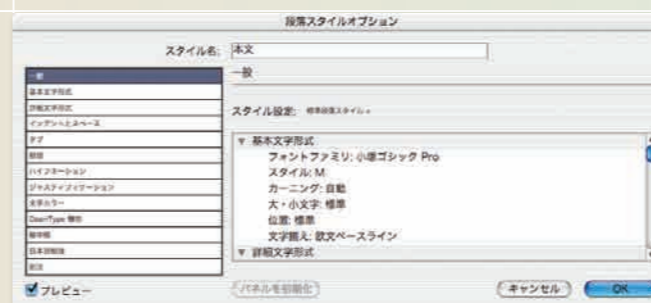 段落スタイルオプション
スタイル名: 本文
一般
基本文字形式
詳細文字形式
インデントとスペース
タブ
罫線
ハイフネーション
ジャスティフィケーション
文字カラー
OpenType 機能
日本語組版
一般
スタイル設定:
▼ 基本文字形式
フォントファミリ: 小塚ゴシック Pro
スタイル: M
カーニング: 自動
大・小文字: 標準
位置: 標準
文字揃え: 欧文ベースライン
▼ 詳細文字形式
プレビュー
パネルを初期化
キャンセル
OK